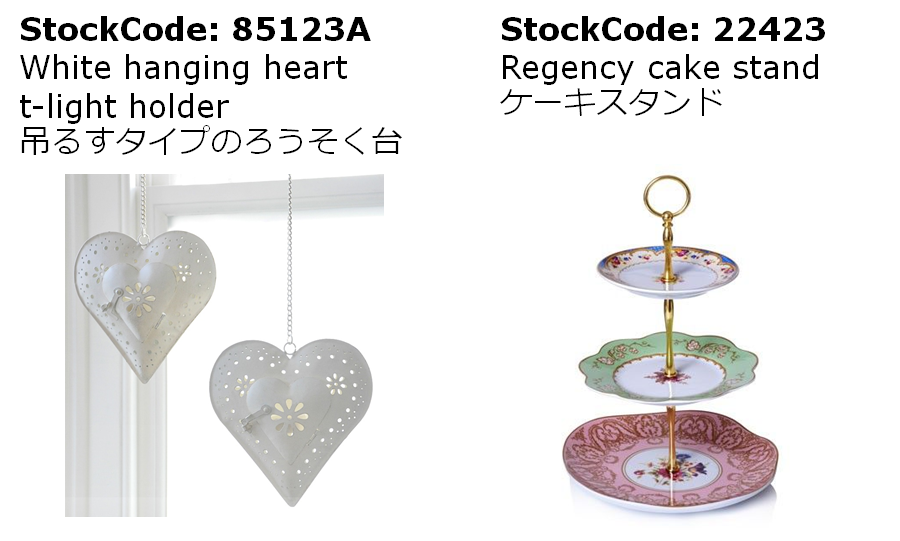 StockCode: 85123A
White hanging heart
t-light holder
吊るすタイプのろうそく台
StockCode: 22423
Regency cake stand
ケーキスタンド